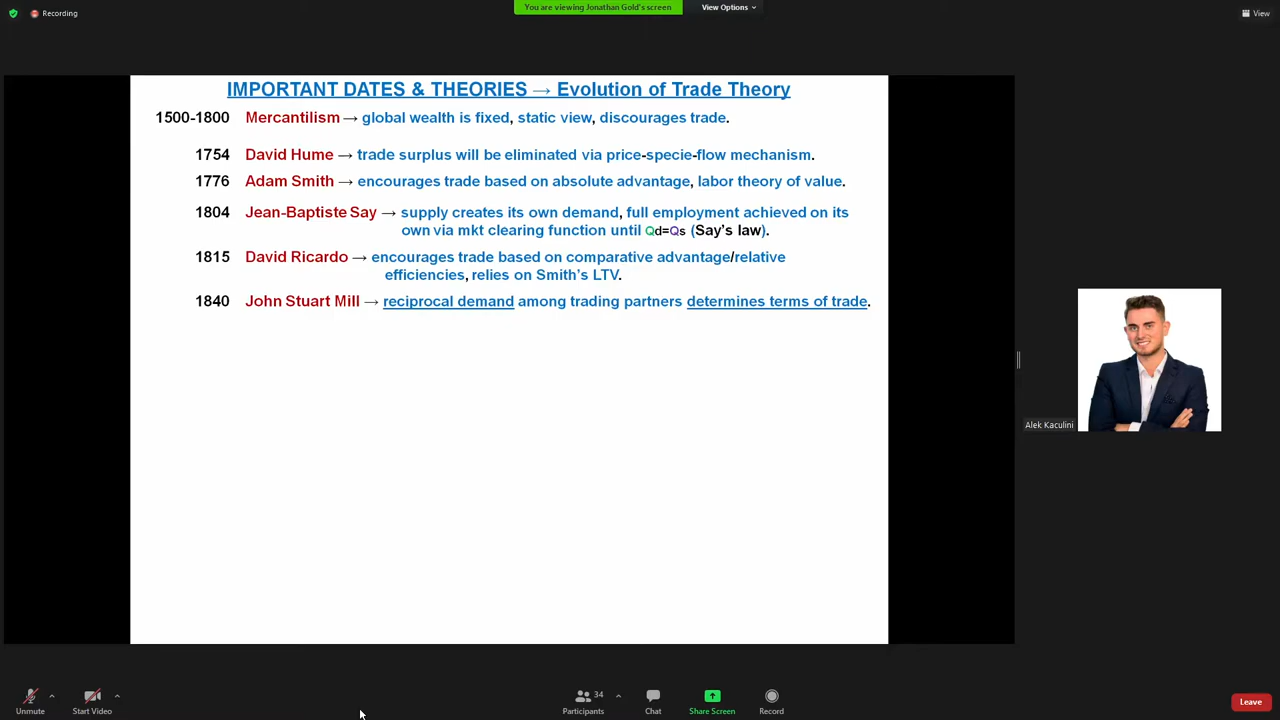 Recording
You are viewing Jonathan Gold's screen
View Options
View
IMPORTANT DATES & THEORIES → Evolution of Trade Theory
1500-1800 Mercantilism → global wealth is fixed, static view, discourages trade.
1754 David Hume → trade surplus will be eliminated via price-specie-flow mechanism.
1776 Adam Smith → encourages trade based on absolute advantage, labor theory of value.
1804 Jean-Baptiste Say → supply creates its own demand, full employment achieved on its
own via mkt clearing function until Qd=Qs (Say's law).
1815 David Ricardo → encourages trade based on comparative advantage/relative
efficiencies, relies on Smith's LTV.
1840 John Stuart Mill → reciprocal demand among trading partners determines terms of trade.
Alek Kaculini
Unmute
Start Video
34
Participants
Chat
Share Screen
Record
Leave